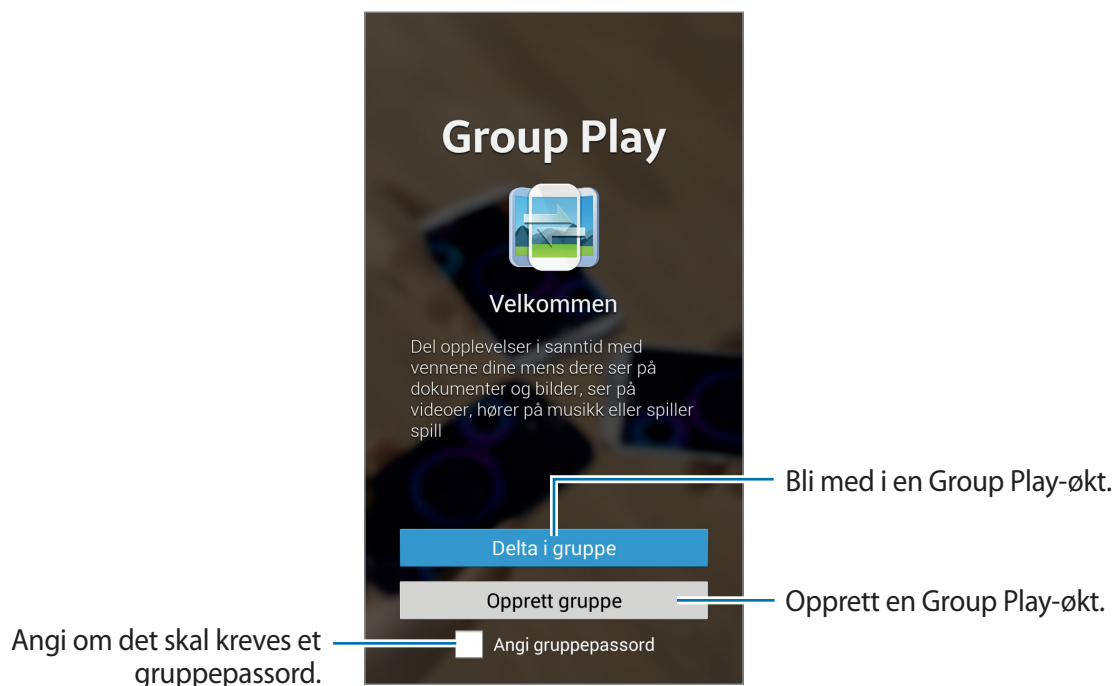 Group Play
Velkommen
Del opplevelser i sanntid med
vennene dine mens dere ser på
dokumenter og bilder, ser på
videoer, hører på musikk eller spiller
spill
Bli med i en Group Play-økt.
Delta i gruppe
Opprett gruppe
Opprett en Group Play-økt.
Angi om det skal kreves et
gruppepassord.
Angi gruppepassord